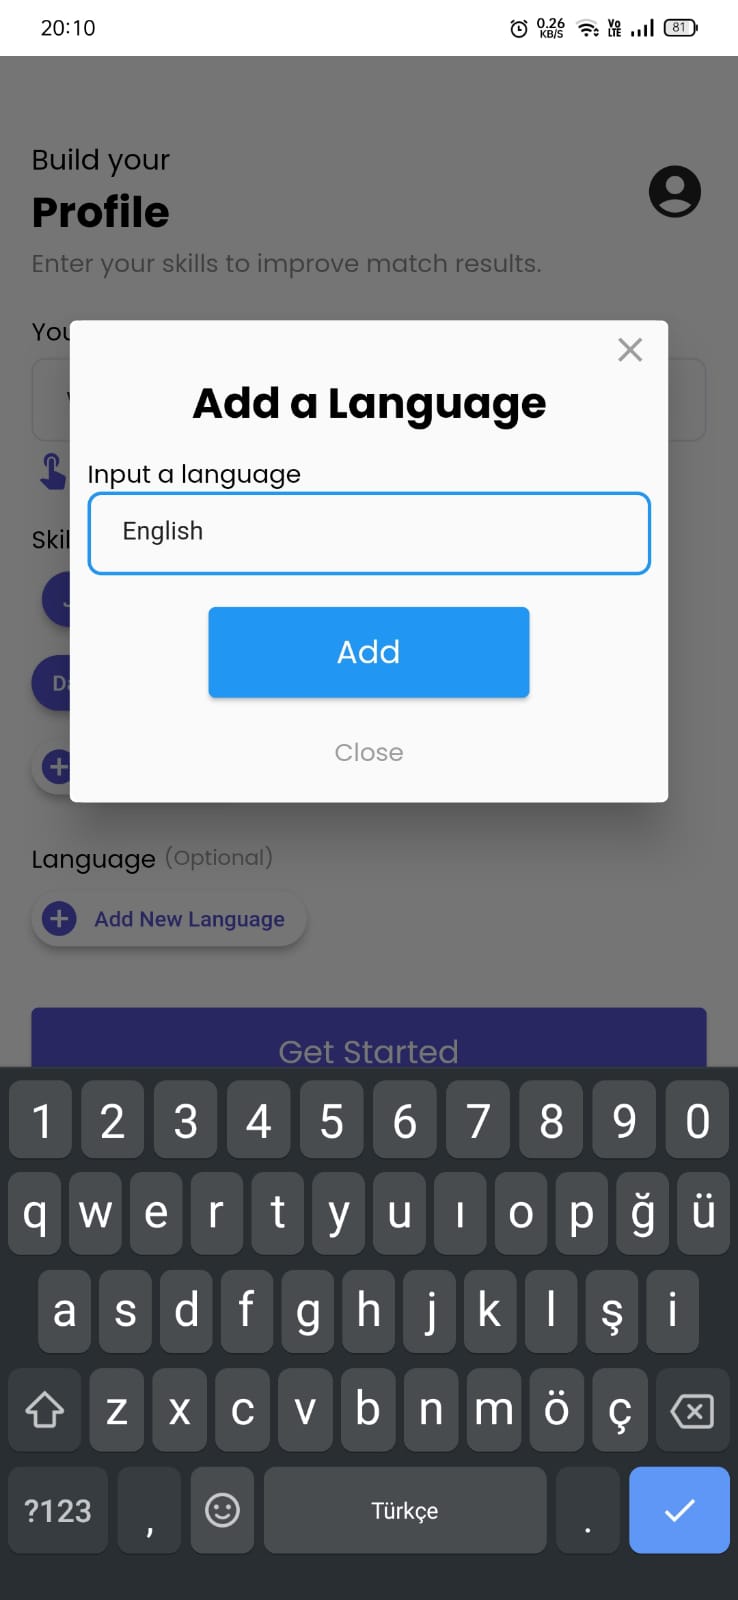 20:10
0.26 KB/S
Vo LTE
81
Build your
Profile
Enter your skills to improve match results.
You
Add a Language
Input a language
English
Skil
Add
Close
Language (Optional)
Add New Language
Get Started
1 2 3 4 5 6 7 8 9 0
q w e r t y u ı o p ğ ü
a s d f g h j k l ş i
z x c v b n m ö ç
?123 , Türkçe .